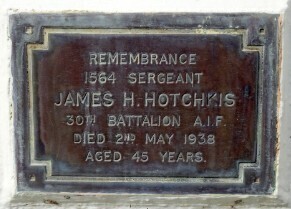 REMEMBRANCE
1564 SERGEANT
JAMES H. HOTCHKIS
30TH BATTALION A.I.F.
DIED 2ND. MAY 1938
AGED 45 YEARS.